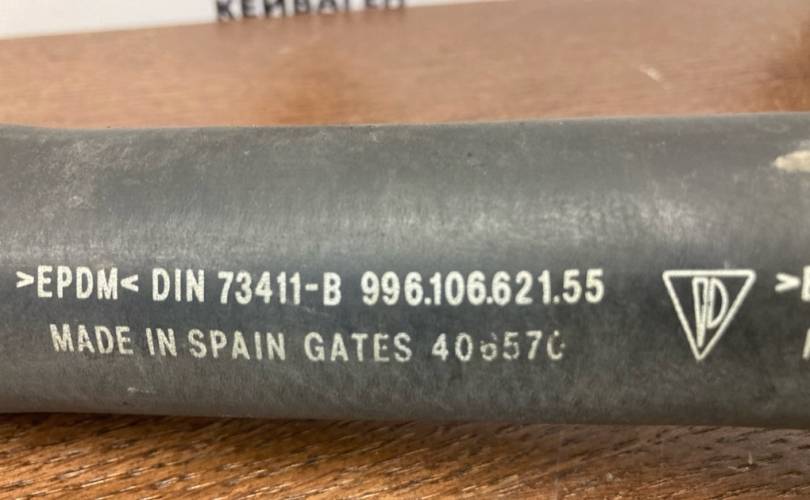 >EPDM< DIN 73411-B 996.106.621.55
MADE IN SPAIN GATES